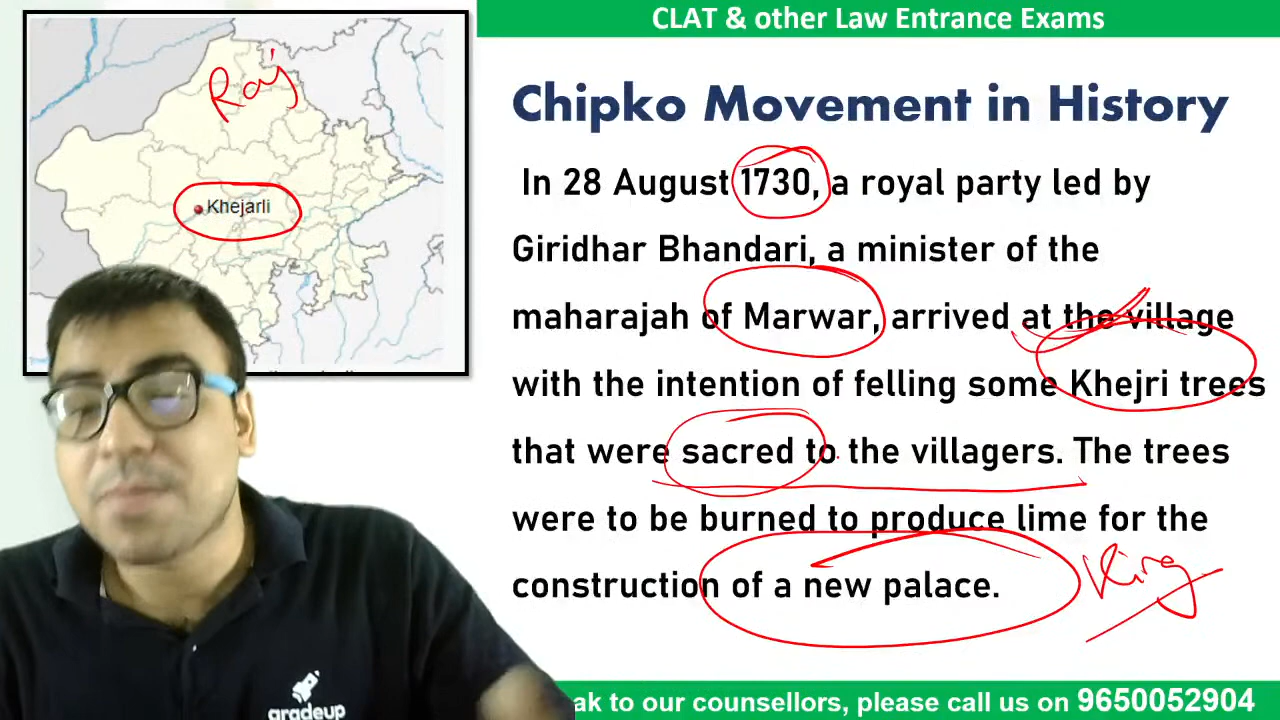 CLAT & other Law Entrance Exams
Raj
Khejarli
Chipko Movement in History
In 28 August 1730, a royal party led by
Giridhar Bhandari, a minister of the
maharajah of Marwar, arrived at the village
with the intention of felling some Khejri trees
that were sacred to the villagers. The trees
were to be burned to produce lime for the
construction of a new palace.
King
gradeup
ak to our counsellors, please call us on 9650052904